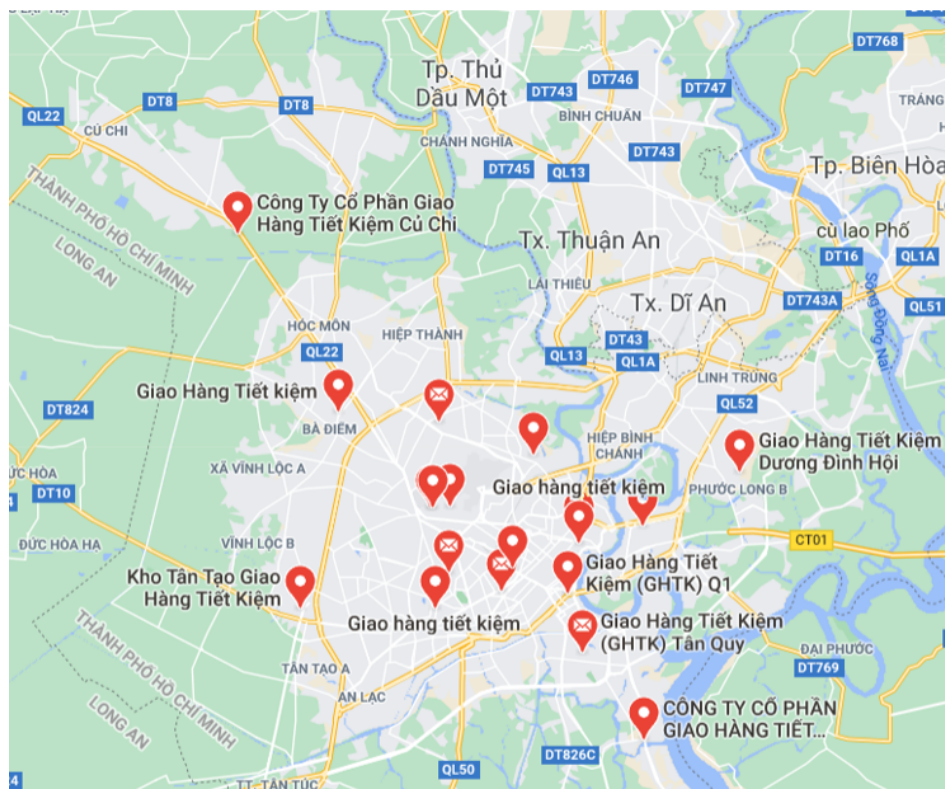 Tp. Thủ
Dầu Một
DT768
DT746
DT747
DT743
BÌNH CHUẨN
DT8
DT8
QL22
CỦ CHI
CHÁNH NGHĨA
DT743
DT745
QL13
Tp. Biên Hòa
THÀNH PHỐ HỒ CHÍ MINH
LONG AN
Công Ty Cổ Phần Giao
Hàng Tiết Kiệm Củ Chi
Tx. Thuận An
cù lao Phố
DT16
QL1A
LÁI THIÊU
Sông Đồng Nai
Tx. Dĩ An
DT743A
QL51
HÓC MÔN
HIỆP THÀNH
QL22
DT43
QL13
QL1A
LINH TRUNG
Giao Hàng Tiết kiệm
QL52
DT824
BÀ ĐIỂM
HIỆP BÌNH
CHÁNH
Giao Hàng Tiết Kiệm
Dương Đình Hội
XÃ VĨNH LỘC A
ỨC HÒA
DT10
Giao hàng tiết kiệm
PHƯỚC LONG B
ĐỨC HÒA HẠ
VĨNH LỘC B
CT01
Kho Tân Tạo Giao
Hàng Tiết Kiệm
Giao Hàng Tiết
Kiệm (GHTK) Q1
Giao hàng tiết kiệm
Giao Hàng Tiết Kiệm
(GHTK) Tân Quy
THÀNH PHỐ HỒ CHÍ MINH
LONG AN
TÂN TẠO A
ĐẠI PHƯỚC
DT769
AN LẠC
CÔNG TY CỔ PHẦN
GIAO HÀNG TIẾT...
DT826C
QL50
TT. TÂN TÚC